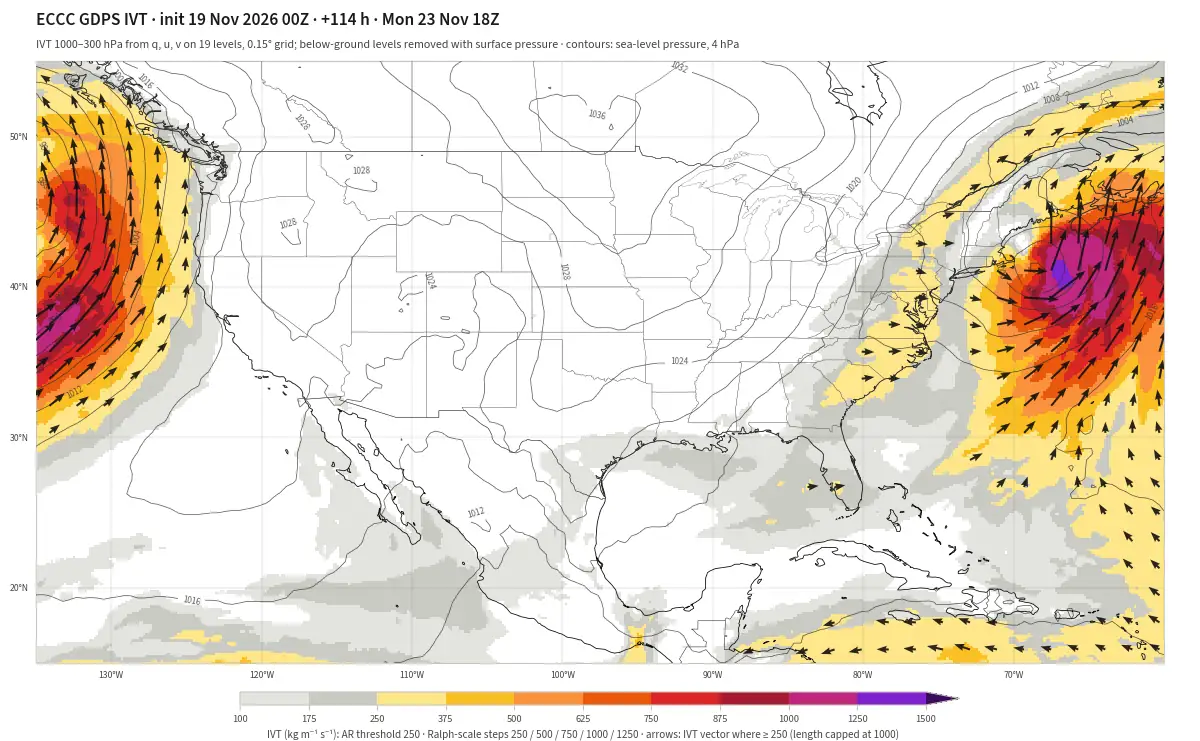 ECCC GDPS IVT · init 19 Nov 2026 00Z · +114 h · Mon 23 Nov 18Z
IVT 1000–300 hPa from q, u, v on 19 levels, 0.15° grid; below-ground levels removed with surface pressure · contours: sea-level pressure, 4 hPa
1016
1032
1012
1008
1036
1004
1028
50°N
1028
1020
1028
1028
1024
40°N
1024
1012
30°N
1012
20°N
1016
130°W 120°W 110°W 100°W 90°W 80°W 70°W
100 175 250 375 500 625 750 875 1000 1250 1500
IVT (kg m⁻¹ s⁻¹): AR threshold 250 · Ralph-scale steps 250 / 500 / 750 / 1000 / 1250 · arrows: IVT vector where ≥ 250 (length capped at 1000)